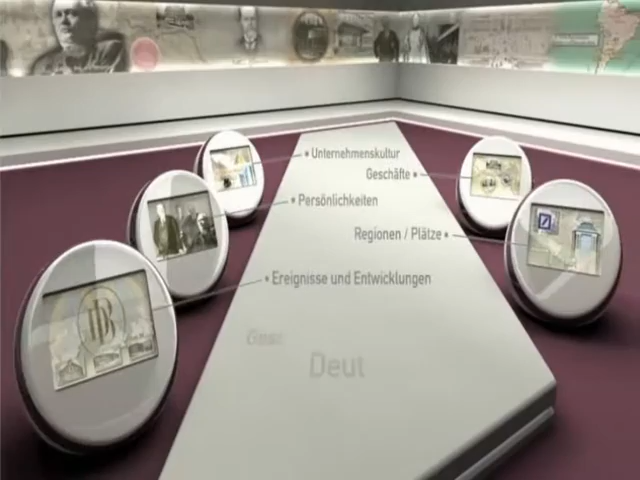 Unternehmenskultur
Geschäfte
Persönlichkeiten
Regionen / Plätze
Ereignisse und Entwicklungen
Deut